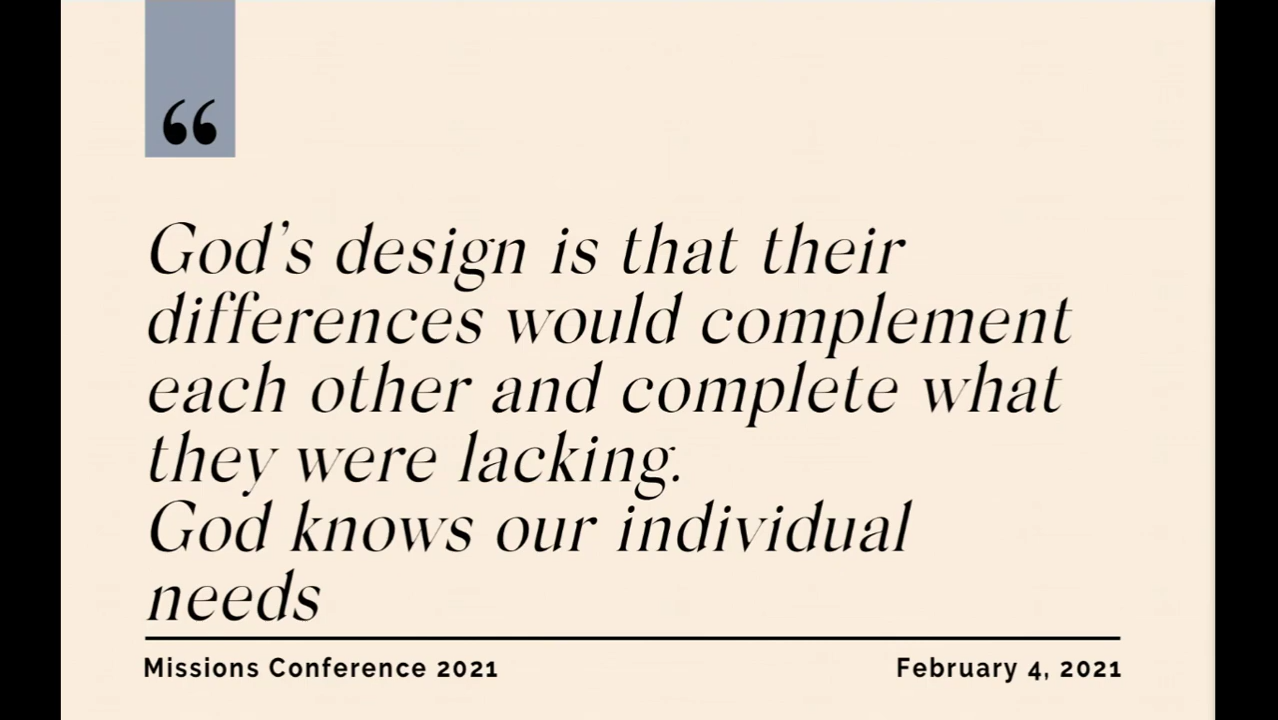 “
God’s design is that their
differences would complement
each other and complete what
they were lacking.
God knows our individual
needs
Missions Conference 2021
February 4, 2021